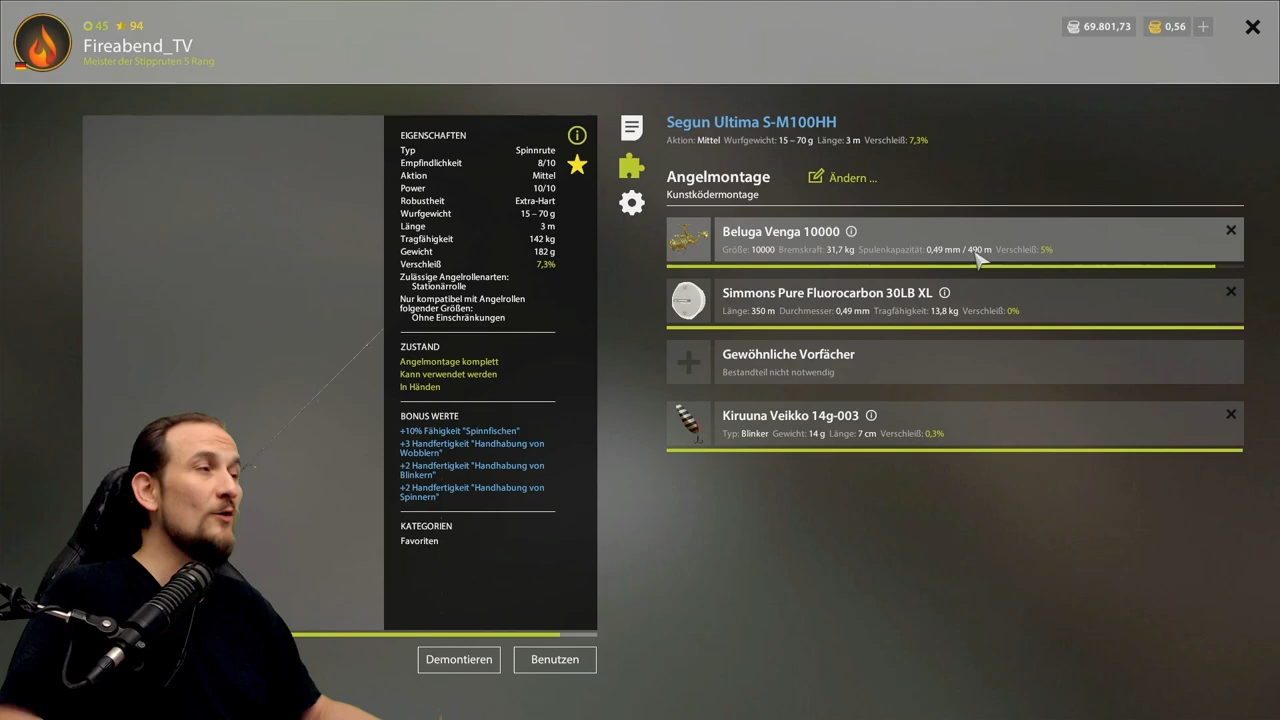 45 94
Fireabend_TV
Meister der Stippruten 5 Rang
69.801,73
0,56
EIGENSCHAFTEN
Typ Spinnrute
Empfindlichkeit 8/10
Aktion Mittel
Power 10/10
Robustheit Extra-Hart
Wurfgewicht 15 – 70 g
Länge 3 m
Tragfähigkeit 142 kg
Gewicht 182 g
Verschleiß 7,3%
Zulässige Angelrollenarten:
Stationärrolle
Nur kompatibel mit Angelrollen
folgender Größen:
Ohne Einschränkungen
ZUSTAND
Angelmontage komplett
Kann verwendet werden
In Händen
BONUS WERTE
+10% Fähigkeit "Spinnfischen"
+3 Handfertigkeit "Handhabung von
Wobblern"
+2 Handfertigkeit "Handhabung von
Blinkern"
+2 Handfertigkeit "Handhabung von
Spinnern"
KATEGORIEN
Favoriten
Demontieren
Benutzen
Segun Ultima S-M100HH
Aktion: Mittel Wurfgewicht: 15 – 70 g Länge: 3 m Verschleiß: 7,3%
Angelmontage
Ändern ...
Kunstködermontage
Beluga Venga 10000
Größe: 10000 Bremskraft: 31,7 kg Spulenkapazität: 0,49 mm / 490 m Verschleiß: 5%
Simmons Pure Fluorocarbon 30LB XL
Länge: 350 m Durchmesser: 0,49 mm Tragfähigkeit: 13,8 kg Verschleiß: 0%
Gewöhnliche Vorfächer
Bestandteil nicht notwendig
Kiruuna Veikko 14g-003
Typ: Blinker Gewicht: 14 g Länge: 7 cm Verschleiß: 0,3%